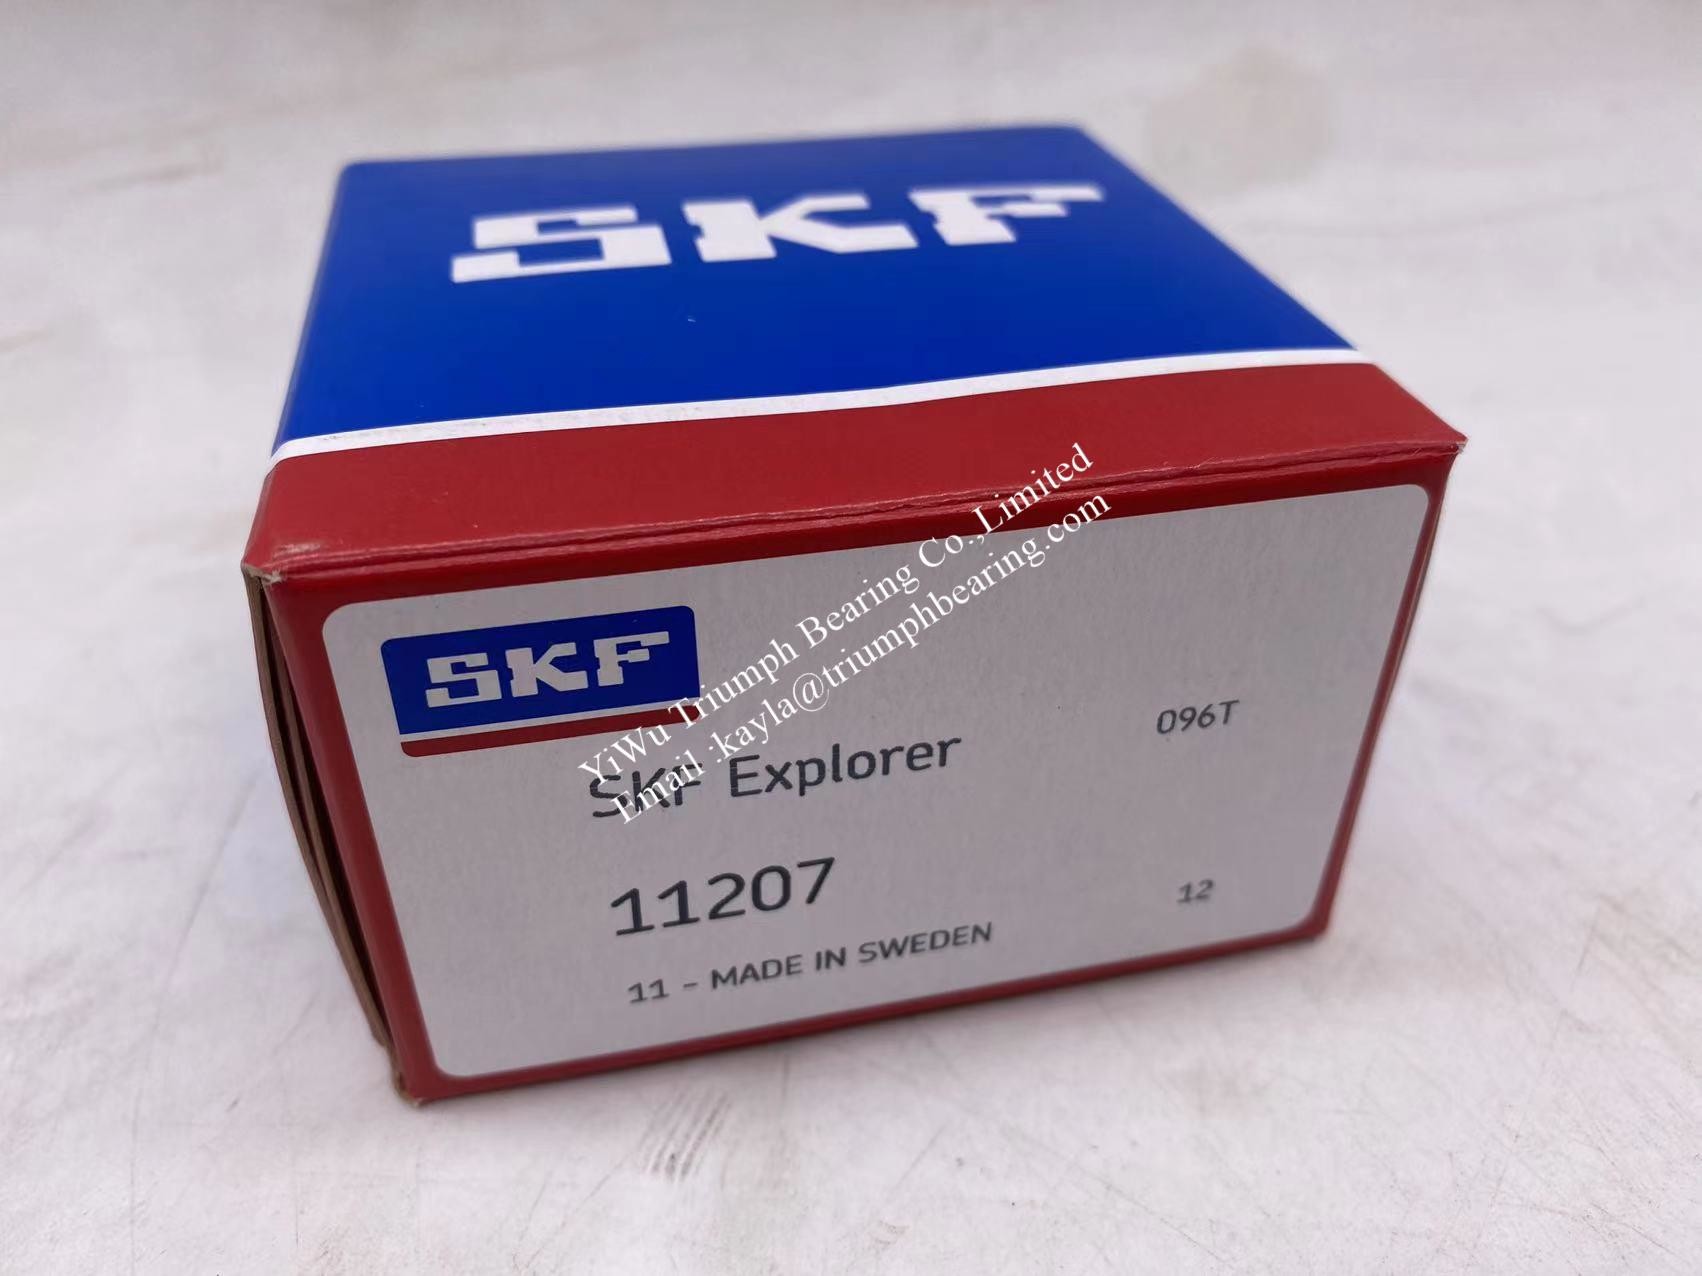 SKF
SKF
YiWu Triumph Bearing Co.,Limited
Email :kayla@triumphbearing.com
SKF Explorer
096T
11207
12
11 - MADE IN SWEDEN